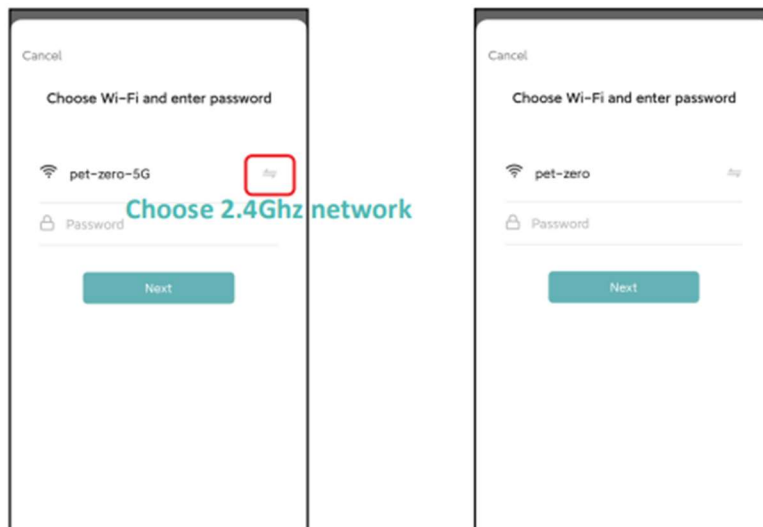 Cancel
Choose Wi-Fi and enter password
pet-zero-5G
Choose 2.4Ghz network
Password
Next
Cancel
Choose Wi-Fi and enter password
pet-zero
Password
Next